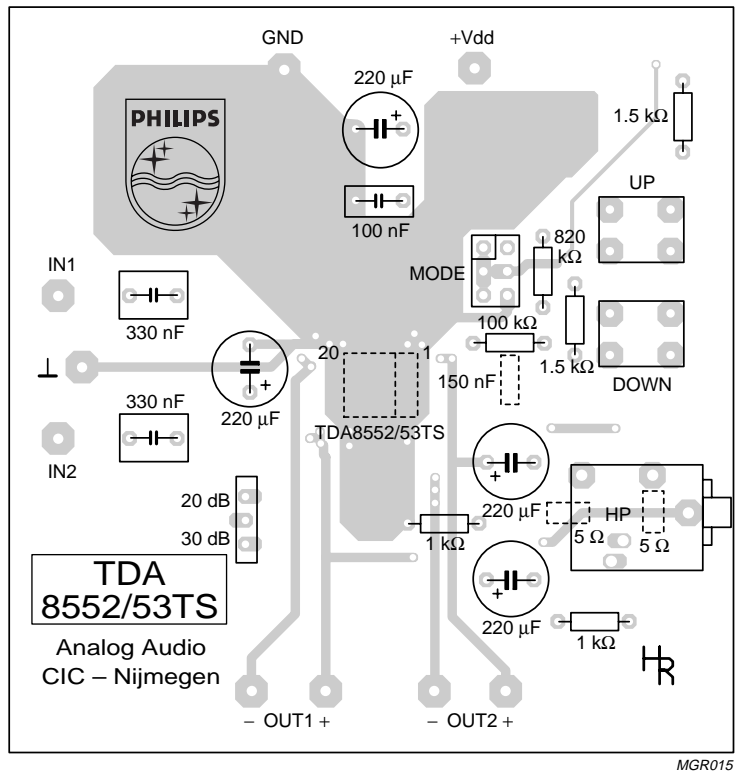 GND
+Vdd
220 μF
+
PHILIPS
1.5 kΩ
100 nF
UP
MODE
820
kΩ
IN1
330 nF
100 kΩ
20
1
1.5 kΩ
DOWN
150 nF
⊥
+
330 nF
220 μF
TDA8552/53TS
IN2
+
220 μF
20 dB
30 dB
HP
5 Ω
5 Ω
1 kΩ
TDA
8552/53TS
+
220 μF
1 kΩ
Analog Audio
CIC – Nijmegen
HR
– OUT1 +
– OUT2 +
MGR015